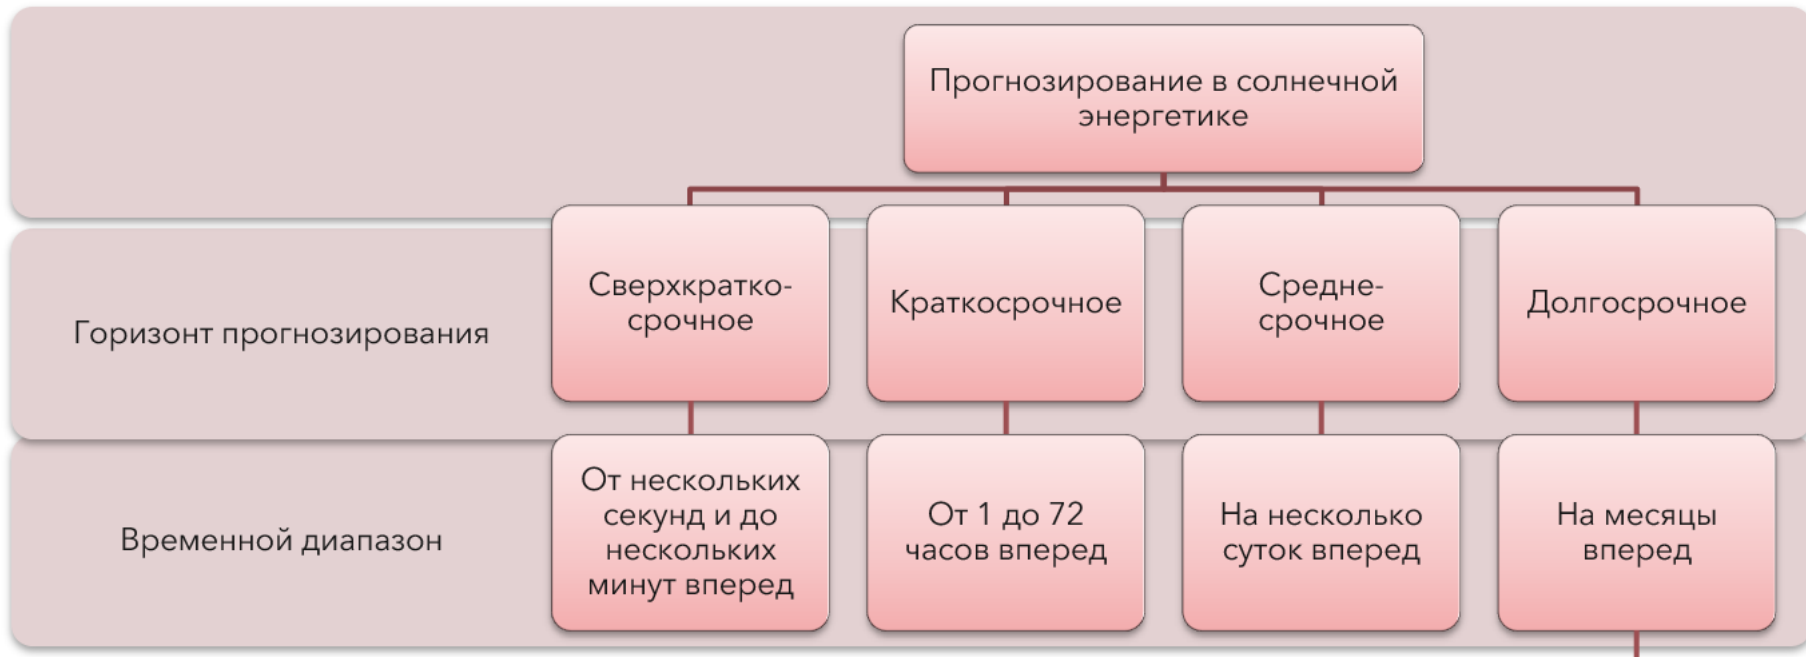 Прогнозирование в солнечной
энергетике
Горизонт прогнозирования
Сверхкратко-
срочное
Краткосрочное
Средне-
срочное
Долгосрочное
Временной диапазон
От нескольких
секунд и до
нескольких
минут вперед
От 1 до 72
часов вперед
На несколько
суток вперед
На месяцы
вперед